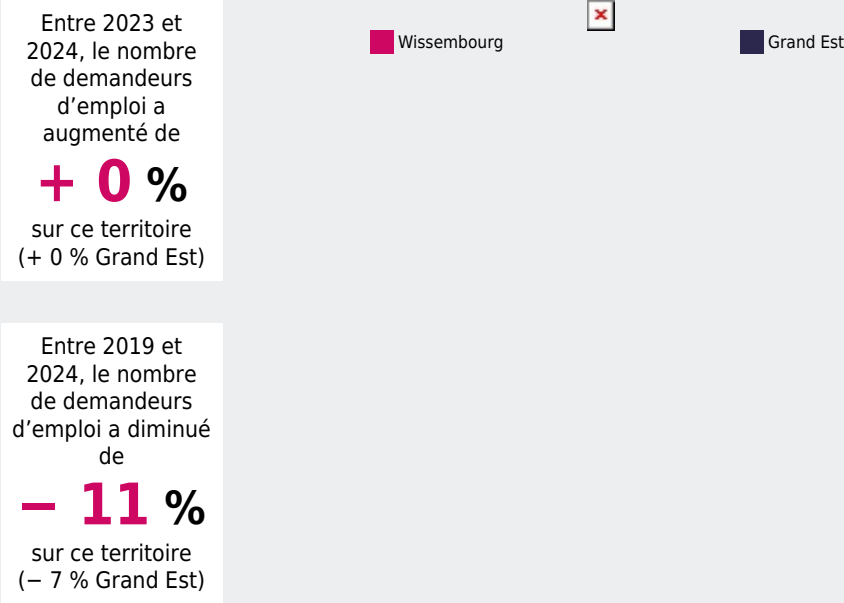 Entre 2023 et
2024, le nombre
de demandeurs
d’emploi a
augmenté de
+ 0 %
sur ce territoire
(+ 0 % Grand Est)
Wissembourg
Grand Est
Entre 2019 et
2024, le nombre
de demandeurs
d’emploi a diminué
de
− 11 %
sur ce territoire
(− 7 % Grand Est)